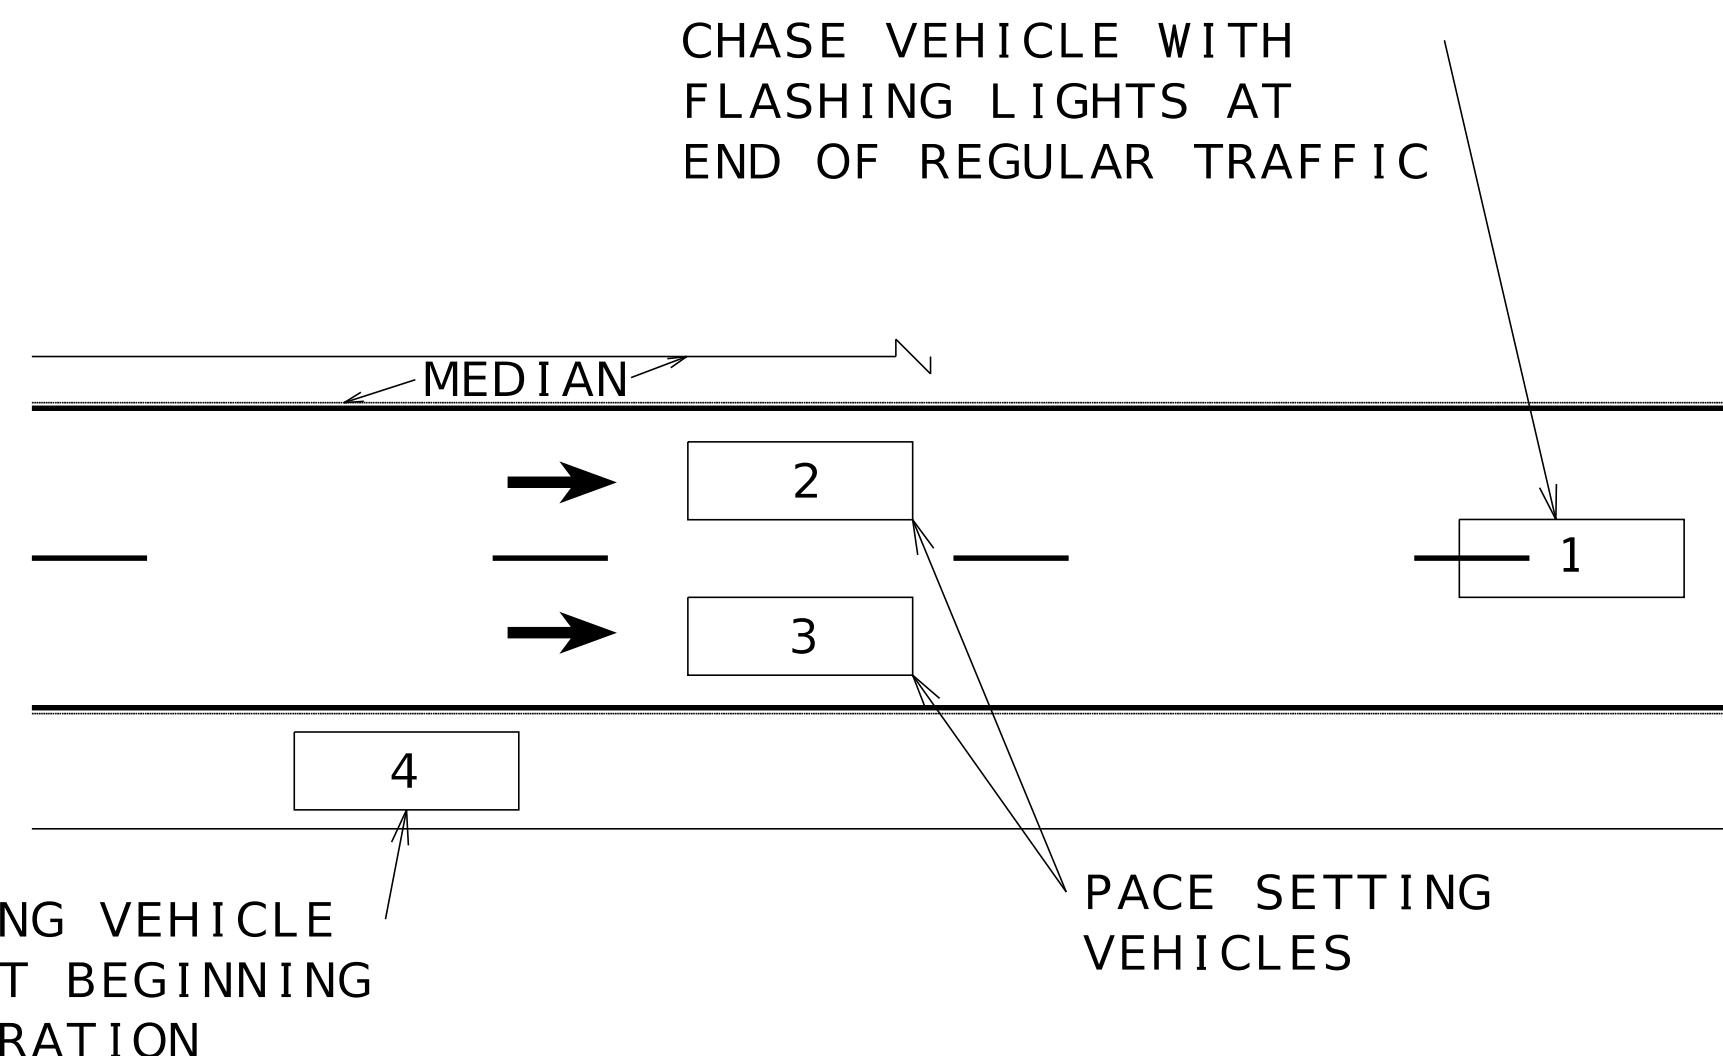 CHASE VEHICLE WITH
FLASHING LIGHTS AT
END OF REGULAR TRAFFIC
MEDIAN
2
1
3
4
PACE SETTING
VEHICLES
NG VEHICLE
T BEGINNING
RATION